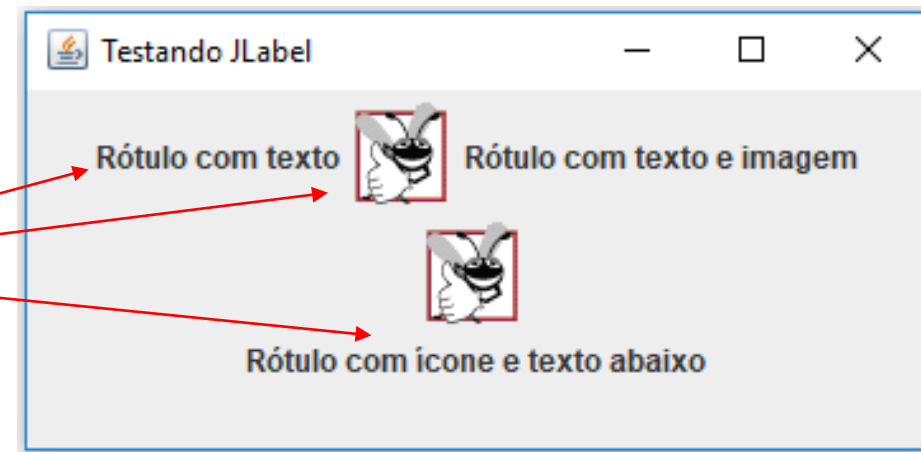 Testando JLabel
Rótulo com texto Rótulo com texto e imagem
Rótulo com ícone e texto abaixo